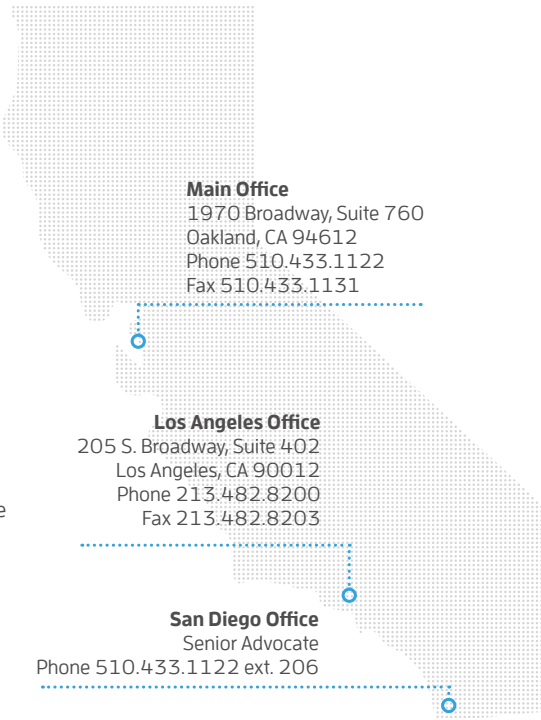 Main Office
1970 Broadway, Suite 760
Oakland, CA 94612
Phone 510.433.1122
Fax 510.433.1131
Los Angeles Office
205 S. Broadway, Suite 402
Los Angeles, CA 90012
Phone 213.482.8200
Fax 213.482.8203
e
San Diego Office
Senior Advocate
Phone 510.433.1122 ext. 206